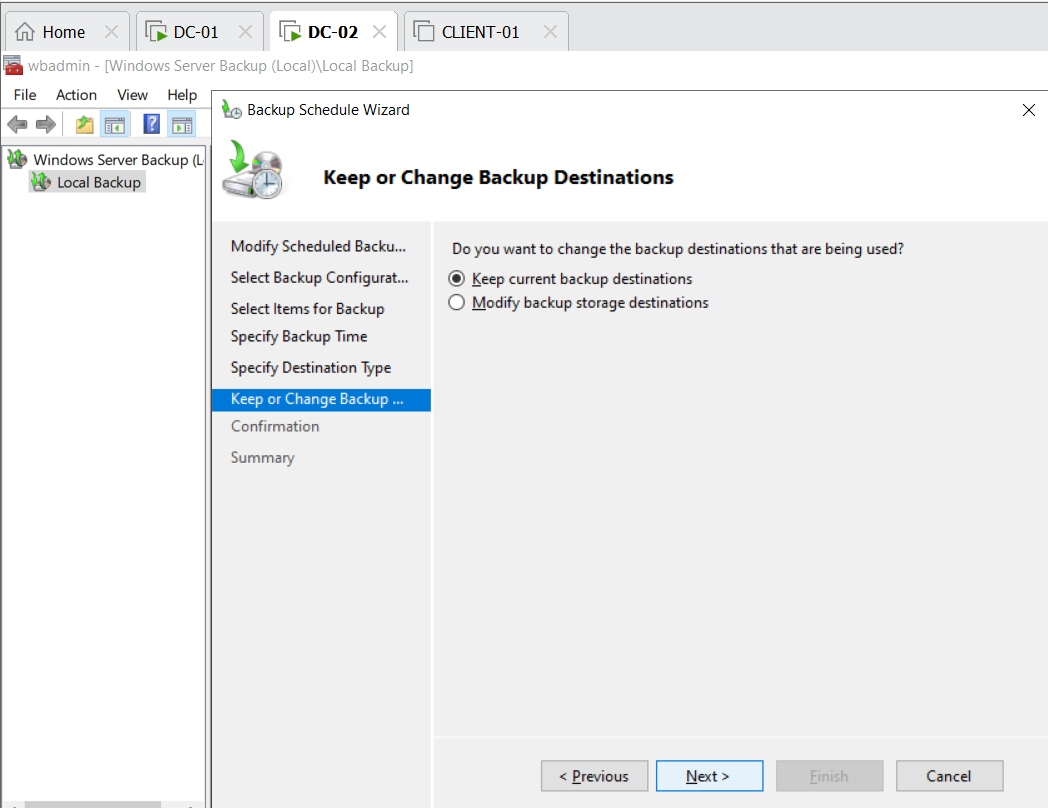 Home
DC-01
DC-02
CLIENT-01
wbadmin - [Windows Server Backup (Local)\Local Backup]
File Action View Help
Windows Server Backup (L
Local Backup
Backup Schedule Wizard
Keep or Change Backup Destinations
Modify Scheduled Backu...
Select Backup Configurat...
Select Items for Backup
Specify Backup Time
Specify Destination Type
Keep or Change Backup ...
Confirmation
Summary
Do you want to change the backup destinations that are being used?
Keep current backup destinations
Modify backup storage destinations
< Previous
Next >
Finish
Cancel